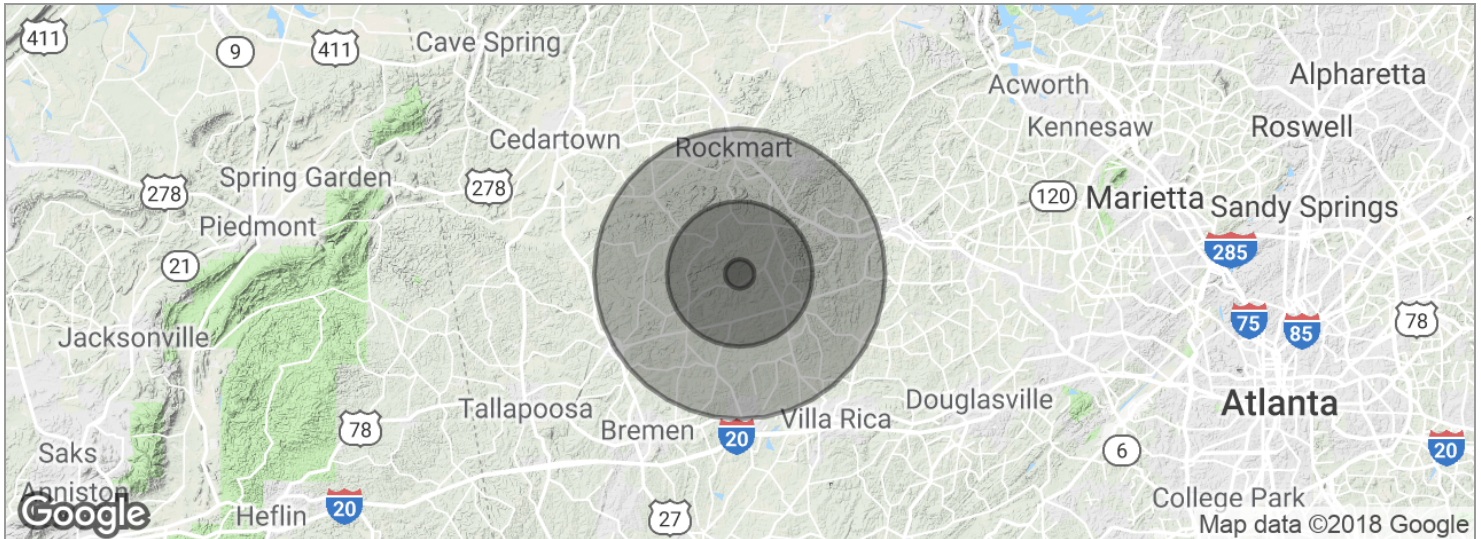 411
9
411
Cave Spring
Acworth
Alpharetta
Cedartown
Rockmart
Kennesaw
Roswell
278
Spring Garden
278
120
Marietta
Sandy Springs
Piedmont
21
285
Jacksonville
75
85
78
Tallapoosa
Bremen
20
Villa Rica
Douglasville
Atlanta
78
Saks
6
20
Anniston
Google
Heflin
20
27
College Park
Map data ©2018 Google